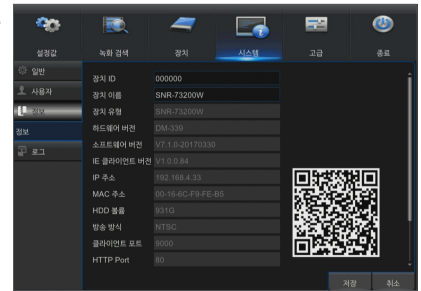 설정값 녹화 검색 장치 시스템 고급 종료
일반
사용자
정보
정보
로그
장치 ID 000000
장치 이름 SNR-73200W
장치 유형 SNR-73200W
하드웨어 버전 DM-339
소프트웨어 버전 V7.1.0-20170330
IE 클라이언트 버전 V1.0.0.84
IP 주소 192.168.4.33
MAC 주소 00-16-6C-F9-FE-B5
HDD 볼륨 931G
방송 방식 NTSC
클라이언트 포트 9000
HTTP Port 80
저장 취소